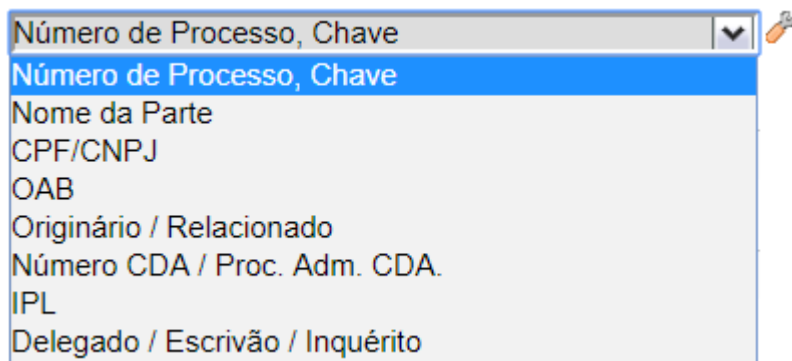 Número de Processo, Chave
Número de Processo, Chave
Nome da Parte
CPF/CNPJ
OAB
Originário / Relacionado
Número CDA / Proc. Adm. CDA.
IPL
Delegado / Escrivão / Inquérito